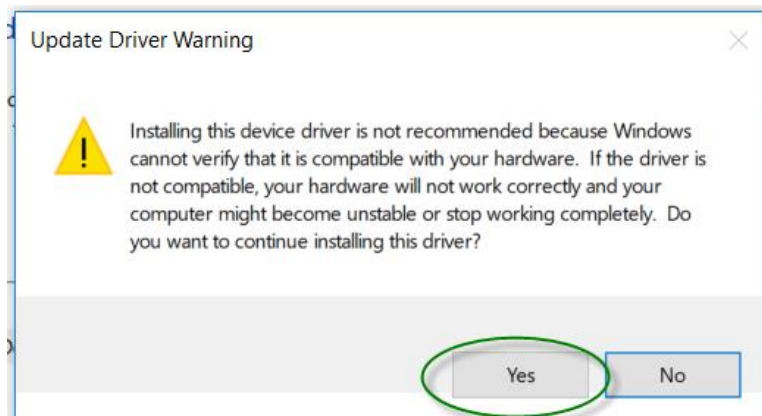 Update Driver Warning
Installing this device driver is not recommended because Windows
cannot verify that it is compatible with your hardware. If the driver is
not compatible, your hardware will not work correctly and your
computer might become unstable or stop working completely. Do
you want to continue installing this driver?
Yes
No